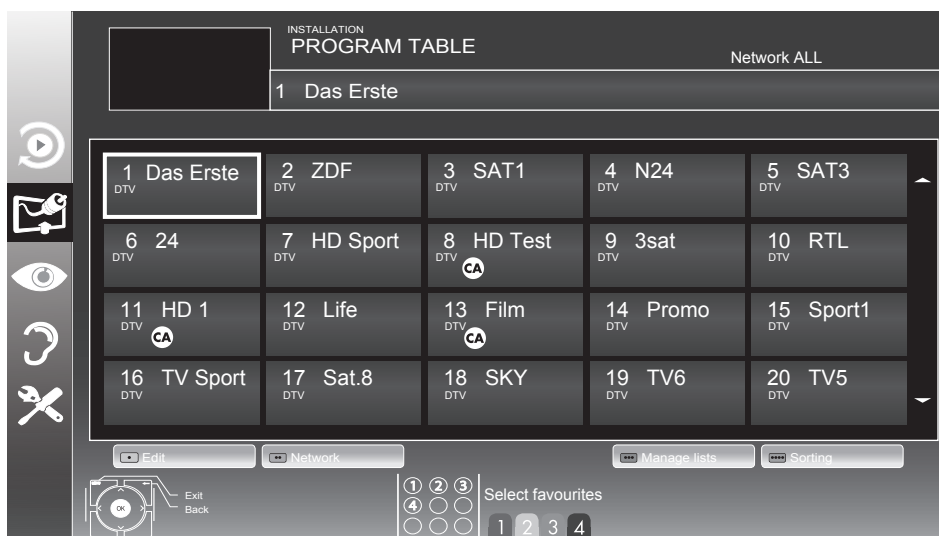 INSTALLATION
PROGRAM TABLE
Network ALL
1 Das Erste
1 Das Erste
DTV
2 ZDF
DTV
3 SAT1
DTV
4 N24
DTV
5 SAT3
DTV
6 24
DTV
7 HD Sport
DTV
8 HD Test
DTV
CA
9 3sat
DTV
10 RTL
DTV
11 HD 1
DTV
CA
12 Life
DTV
13 Film
DTV
CA
14 Promo
DTV
15 Sport1
DTV
16 TV Sport
DTV
17 Sat.8
DTV
18 SKY
DTV
19 TV6
DTV
20 TV5
DTV
Edit
Network
Manage lists
Sorting
OK
Exit
Back
1 2 3
4
Select favourites
1 2 3 4